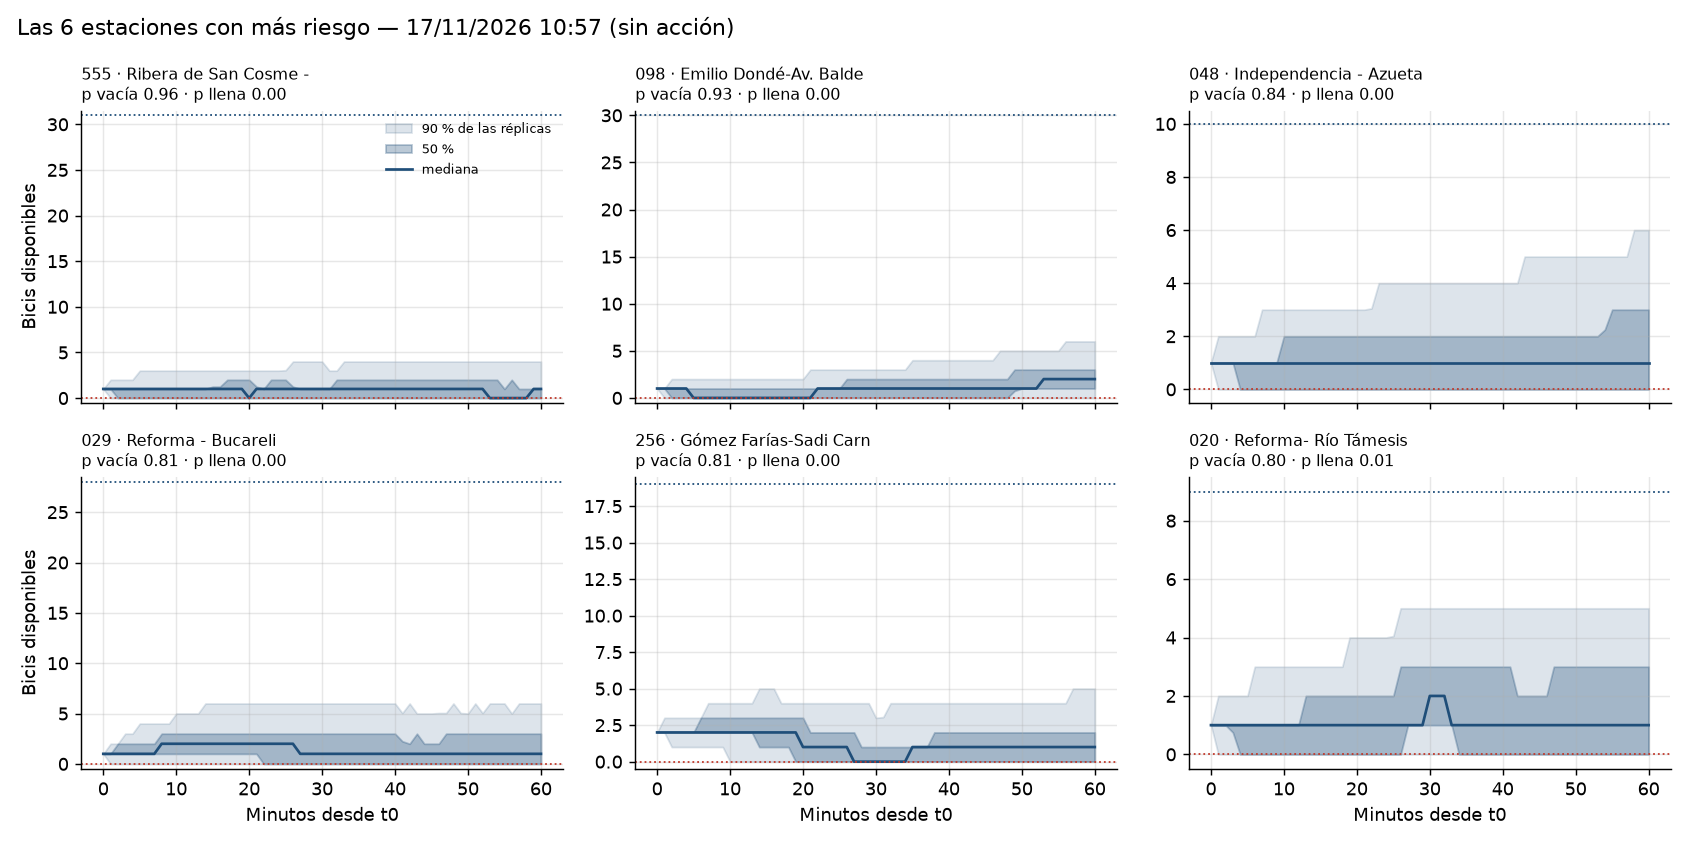 Las 6 estaciones con más riesgo — 17/11/2026 10:57 (sin acción)
555 · Ribera de San Cosme -
p vacía 0.96 · p llena 0.00
098 · Emilio Dondé-Av. Balde
p vacía 0.93 · p llena 0.00
048 · Independencia - Azueta
p vacía 0.84 · p llena 0.00
Bicis disponibles
30
25
20
15
10
5
0
90 % de las réplicas
50 %
mediana
30
25
20
15
10
5
0
10
8
6
4
2
0
029 · Reforma - Bucareli
p vacía 0.81 · p llena 0.00
256 · Gómez Farías-Sadi Carn
p vacía 0.81 · p llena 0.00
020 · Reforma- Río Támesis
p vacía 0.80 · p llena 0.01
Bicis disponibles
25
20
15
10
5
0
0 10 20 30 40 50 60
Minutos desde t0
17.5
15.0
12.5
10.0
7.5
5.0
2.5
0.0
0 10 20 30 40 50 60
Minutos desde t0
8
6
4
2
0
0 10 20 30 40 50 60
Minutos desde t0